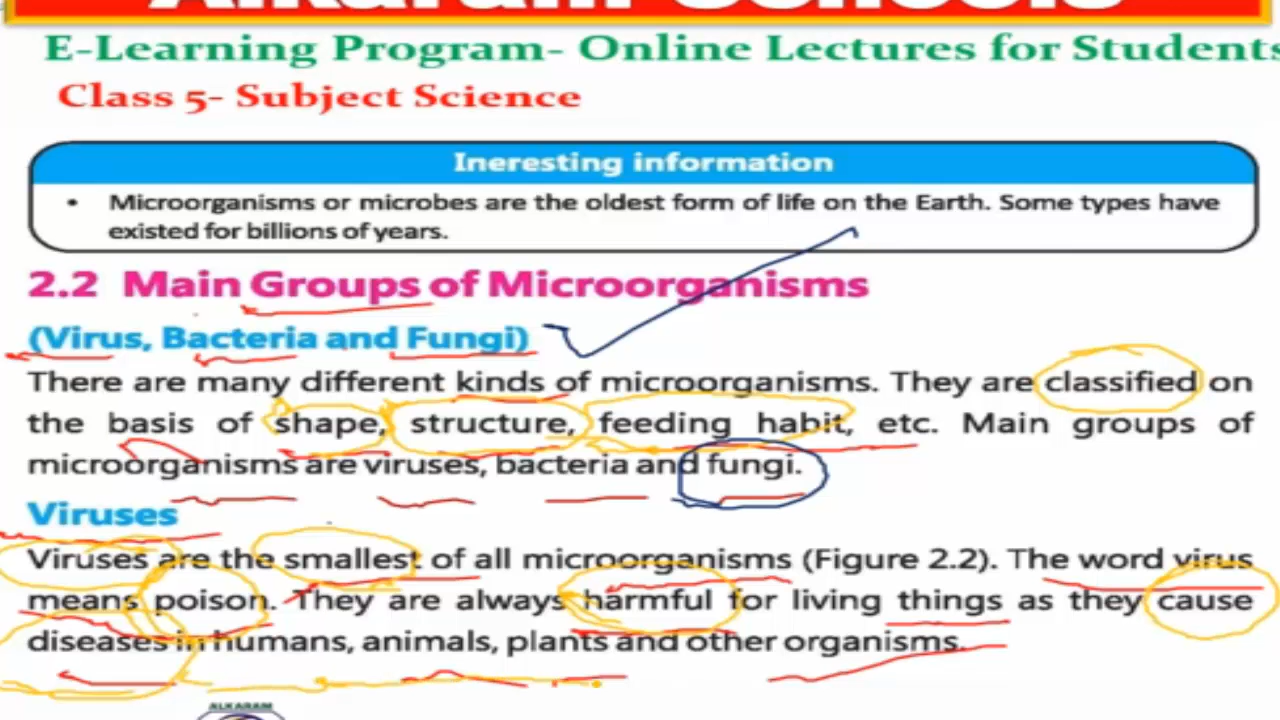 Alkaram Schools
E-Learning Program- Online Lectures for Students
Class 5- Subject Science
Ineresting information
• Microorganisms or microbes are the oldest form of life on the Earth. Some types have
existed for billions of years.
2.2 Main Groups of Microorganisms
(Virus, Bacteria and Fungi)
There are many different kinds of microorganisms. They are classified on
the basis of shape, structure, feeding habit, etc. Main groups of
microorganisms are viruses, bacteria and fungi.
Viruses
Viruses are the smallest of all microorganisms (Figure 2.2). The word virus
means poison. They are always harmful for living things as they cause
diseases in humans, animals, plants and other organisms.
ALKARAM